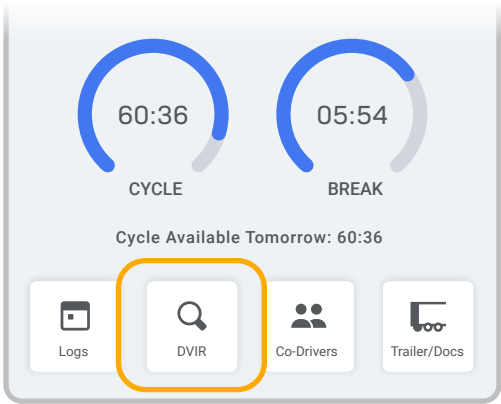 60:36
05:54
CYCLE
BREAK
Cycle Available Tomorrow: 60:36
Logs
DVIR
Co-Drivers
Trailer/Docs